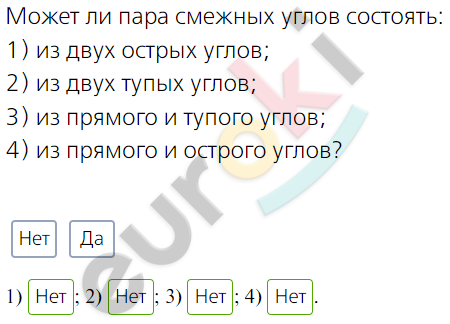 Может ли пара смежных углов состоять:
1) из двух острых углов;
2) из двух тупых углов;
3) из прямого и тупого углов;
4) из прямого и острого углов?
Нет Да
1) Нет; 2) Нет; 3) Нет; 4) Нет.
euroki